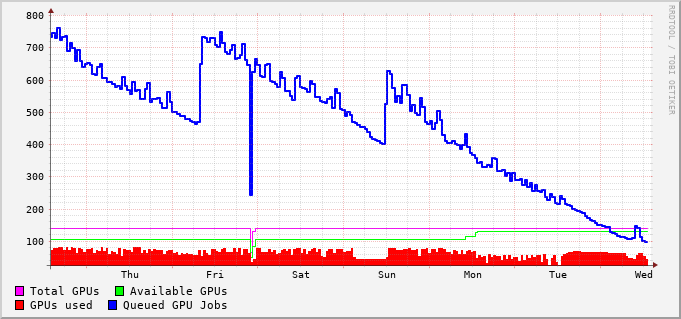 800
700
600
500
400
300
200
100
Thu Fri Sat Sun Mon Tue Wed
Total GPUs Available GPUs
GPUs used Queued GPU Jobs
RRDTOOL / TOBI OETIKER